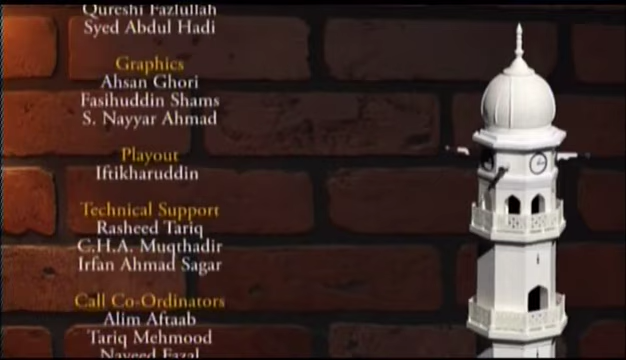 Qureshi Fazlullah
Syed Abdul Hadi
Graphics
Ahsan Ghori
Fasihuddin Shams
S. Nayyar Ahmad
Playout
Iftikharuddin
Technical Support
Rasheed Tariq
C.H.A. Muqthadir
Irfan Ahmad Sagar
Call Co-Ordinators
Alim Aftaab
Tariq Mehmood
Naveed Fazal